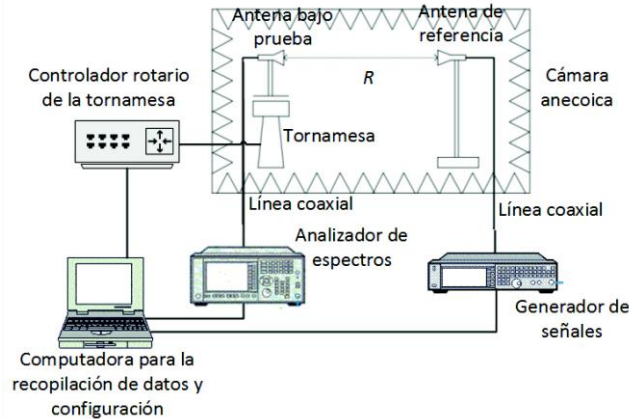 Antena bajo
prueba
Antena de
referencia
Controlador rotario
de la tornamesa
R
Cámara
anecoica
Tornamesa
Línea coaxial
Línea coaxial
Analizador de
espectros
Generador de
señales
Computadora para la
recopilación de datos y
configuración